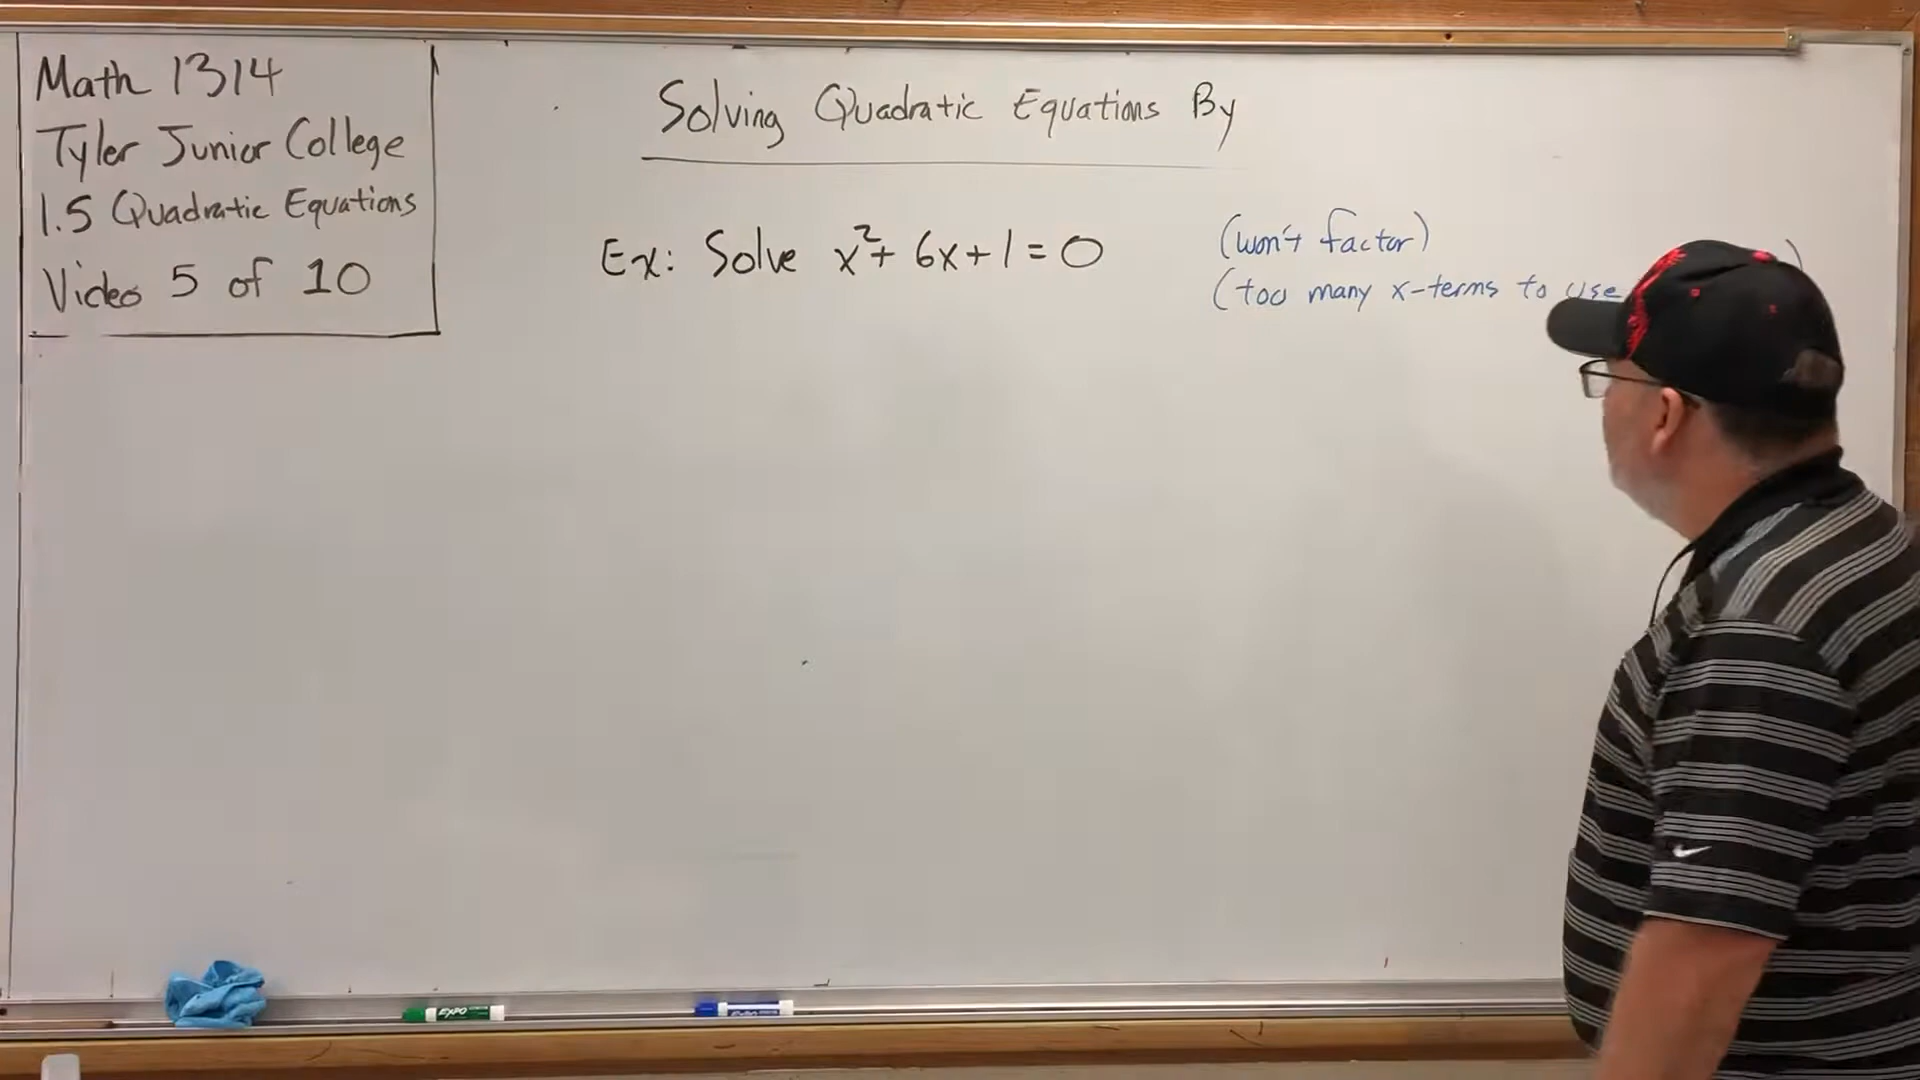 Math 1314
Tyler Junior College
1.5 Quadratic Equations
Video 5 of 10
Solving Quadratic Equations By
Ex: Solve x²+ 6x+1=0
(won't factor)
(too many x-terms to use )
EXPO